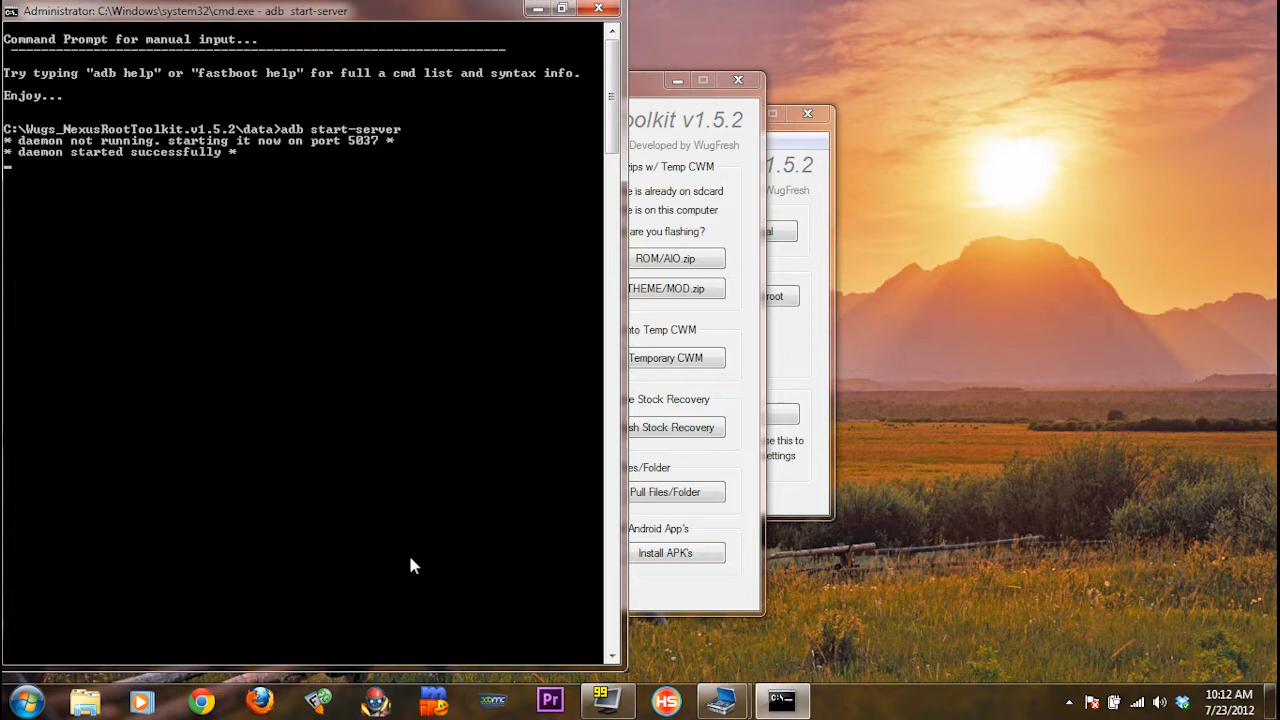 Administrator: C:\Windows\system32\cmd.exe - adb  start-server
Command Prompt for manual input...
-----------------------------------------------------------------
Try typing "adb help" or "fastboot help" for full a cmd list and syntax info.
Enjoy...
C:\Wugs_NexusRootToolkit.v1.5.2\data>adb start-server
* daemon not running. starting it now on port 5037 *
* daemon started successfully *
oolkit v1.5.2
Developed by WugFresh
ips w/ Temp CWM
e is already on sdcard
e is on this computer
are you flashing?
ROM/AIO.zip
THEME/MOD.zip
nto Temp CWM
Temporary CWM
e Stock Recovery
sh Stock Recovery
es/Folder
Pull Files/Folder
Android App's
Install APK's
1.5.2
WugFresh
al
root
se this to
ettings
Pr
99
HS
C:\
10:12 AM
7/23/2012